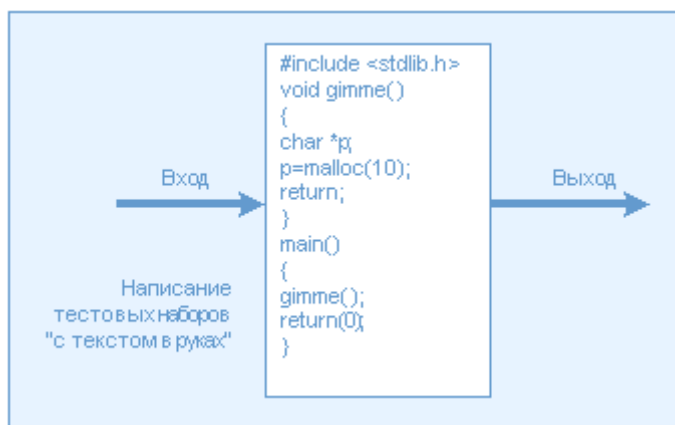 #include <stdlib.h>
void gimme()
{
char *p;
p=malloc(10);
return;
}
main()
{
gimme();
return(0);
}
Вход
Выход
Написание
тестовых наборов
"с текстом в руках"